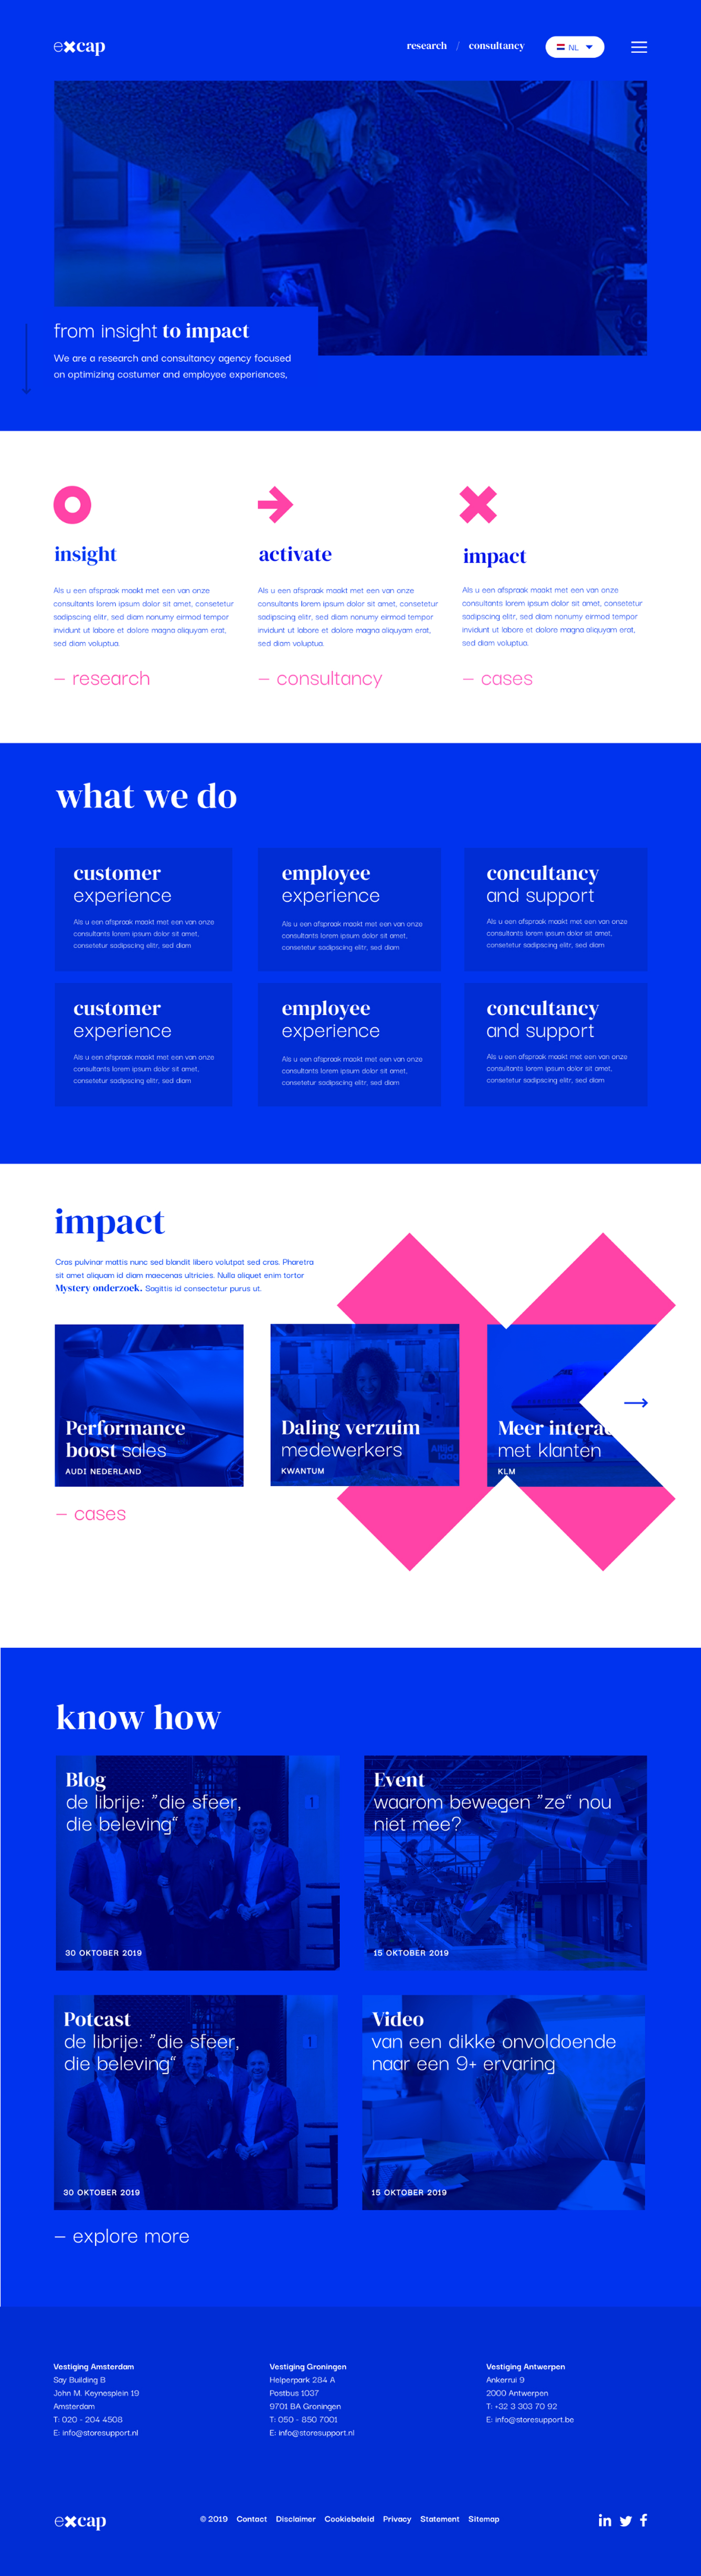 excap
research / consultancy
NL
from insight to impact
We are a research and consultancy agency focused
on optimizing costumer and employee experiences,
insight
Als u een afspraak maakt met een van onze
consultants lorem ipsum dolor sit amet, consetetur
sadipscing elitr, sed diam nonumy eirmod tempor
invidunt ut labore et dolore magna aliquyam erat,
sed diam voluptua.
– research
activate
Als u een afspraak maakt met een van onze
consultants lorem ipsum dolor sit amet, consetetur
sadipscing elitr, sed diam nonumy eirmod tempor
invidunt ut labore et dolore magna aliquyam erat,
sed diam voluptua.
– consultancy
impact
Als u een afspraak maakt met een van onze
consultants lorem ipsum dolor sit amet, consetetur
sadipscing elitr, sed diam nonumy eirmod tempor
invidunt ut labore et dolore magna aliquyam erat,
sed diam voluptua.
– cases
what we do
customer
experience
Als u een afspraak maakt met een van onze
consultants lorem ipsum dolor sit amet,
consetetur sadipscing elitr, sed diam
employee
experience
Als u een afspraak maakt met een van onze
consultants lorem ipsum dolor sit amet,
consetetur sadipscing elitr, sed diam
concultancy
and support
Als u een afspraak maakt met een van onze
consultants lorem ipsum dolor sit amet,
consetetur sadipscing elitr, sed diam
customer
experience
Als u een afspraak maakt met een van onze
consultants lorem ipsum dolor sit amet,
consetetur sadipscing elitr, sed diam
employee
experience
Als u een afspraak maakt met een van onze
consultants lorem ipsum dolor sit amet,
consetetur sadipscing elitr, sed diam
concultancy
and support
Als u een afspraak maakt met een van onze
consultants lorem ipsum dolor sit amet,
consetetur sadipscing elitr, sed diam
impact
Cras pulvinar mattis nunc sed blandit libero volutpat sed cras. Pharetra
sit amet aliquam id diam maecenas ultricies. Nulla aliquet enim tortor
Mystery onderzoek. Sagittis id consectetur purus ut.
Performance
boost sales
AUDI NEDERLAND
Daling verzuim
medewerkers
KWANTUM
Altijd
laag
Meer intera
met klanten
KLM
– cases
know how
Blog
de librije: "die sfeer,
die beleving"
1
30 OKTOBER 2019
Event
waarom bewegen "ze" nou
niet mee?
15 OKTOBER 2019
Potcast
de librije: "die sfeer,
die beleving"
1
30 OKTOBER 2019
Video
van een dikke onvoldoende
naar een 9+ ervaring
15 OKTOBER 2019
– explore more
Vestiging Amsterdam
Say Building B
John M. Keynesplein 19
Amsterdam
T: 020 - 204 4508
E: info@storesupport.nl
Vestiging Groningen
Helperpark 284 A
Postbus 1037
9701 BA Groningen
T: 050 - 850 7001
E: info@storesupport.nl
Vestiging Antwerpen
Ankerrui 9
2000 Antwerpen
T: +32 3 303 70 92
E: info@storesupport.be
excap
© 2019 Contact Disclaimer Cookiebeleid Privacy Statement Sitemap